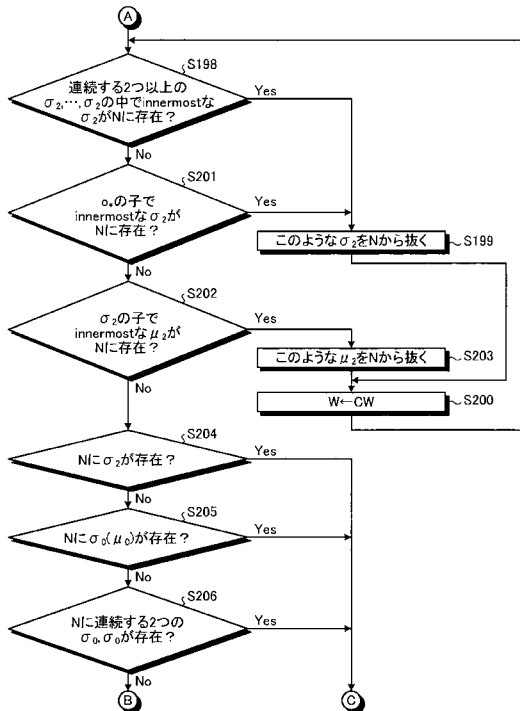 A
S198
連続する2つ以上の
σ₂,…,σ₂の中でinnermostな
σ₂がNに存在?
Yes
No
S201
o*の子で
innermostなσ₂が
Nに存在?
Yes
No
このようなσ₂をNから抜く
S199
S202
σ₂の子で
innermostなμ₂が
Nに存在?
Yes
No
このようなμ₂をNから抜く
S203
W←CW
S200
S204
Nにσ₂が存在?
Yes
No
S205
Nにσ₀(μ₀)が存在?
Yes
No
S206
Nに連続する2つの
σ₀,σ₀が存在?
Yes
No
B
C